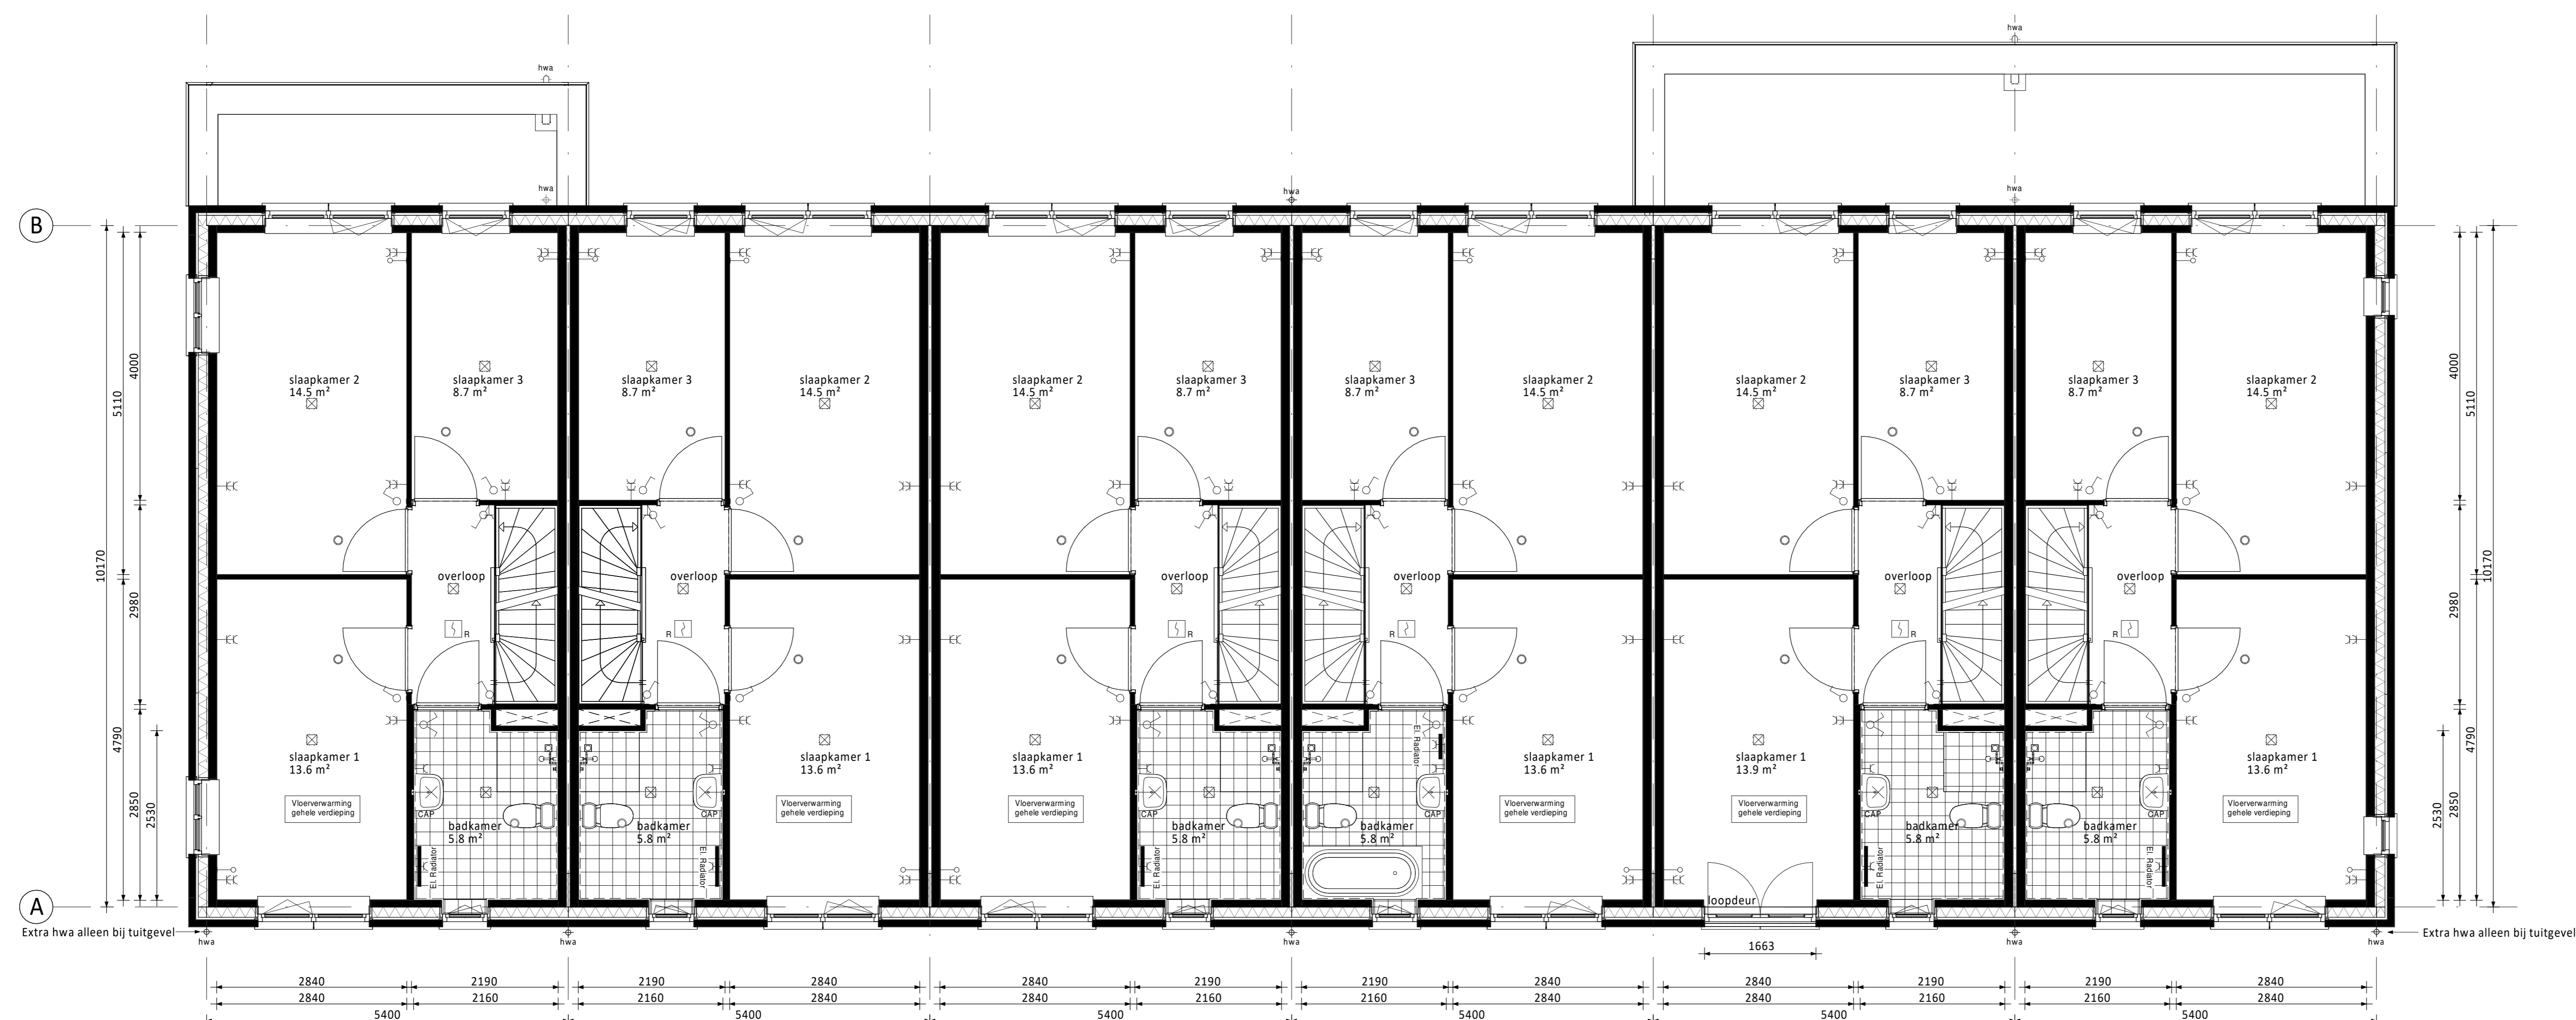 hwa
hwa
hwa
hwa
hwa
hwa
B
slaapkamer 2
14.5 m²
slaapkamer 3
8.7 m²
slaapkamer 3
8.7 m²
slaapkamer 2
14.5 m²
slaapkamer 2
14.5 m²
slaapkamer 3
8.7 m²
slaapkamer 3
8.7 m²
slaapkamer 2
14.5 m²
slaapkamer 2
14.5 m²
slaapkamer 3
8.7 m²
slaapkamer 3
8.7 m²
slaapkamer 2
14.5 m²
4000
5110
10170
2980
4790
2850
2530
4000
5110
10170
2980
4790
2850
2530
overloop
overloop
overloop
overloop
overloop
overloop
R
R
R
R
R
R
slaapkamer 1
13.6 m²
slaapkamer 1
13.6 m²
slaapkamer 1
13.6 m²
slaapkamer 1
13.6 m²
slaapkamer 1
13.9 m²
slaapkamer 1
13.6 m²
Vloerverwarming
gehele verdieping
Vloerverwarming
gehele verdieping
Vloerverwarming
gehele verdieping
Vloerverwarming
gehele verdieping
Vloerverwarming
gehele verdieping
Vloerverwarming
gehele verdieping
CAP
CAP
CAP
CAP
CAP
CAP
badkamer
5.8 m²
badkamer
5.8 m²
badkamer
5.8 m²
badkamer
5.8 m²
badkamer
5.8 m²
badkamer
5.8 m²
El. Radiator
El. Radiator
El. Radiator
El. Radiator
El. Radiator
El. Radiator
loopdeur
A
Extra hwa alleen bij tuitgevel
hwa
hwa
hwa
hwa
hwa
Extra hwa alleen bij tuitgevel
1663
2840
2190
2190
2840
2840
2190
2190
2840
2840
2190
2190
2840
2840
2160
2160
2840
2840
2160
2160
2840
2840
2160
2160
2840
5400
5400
5400
5400
5400
5400